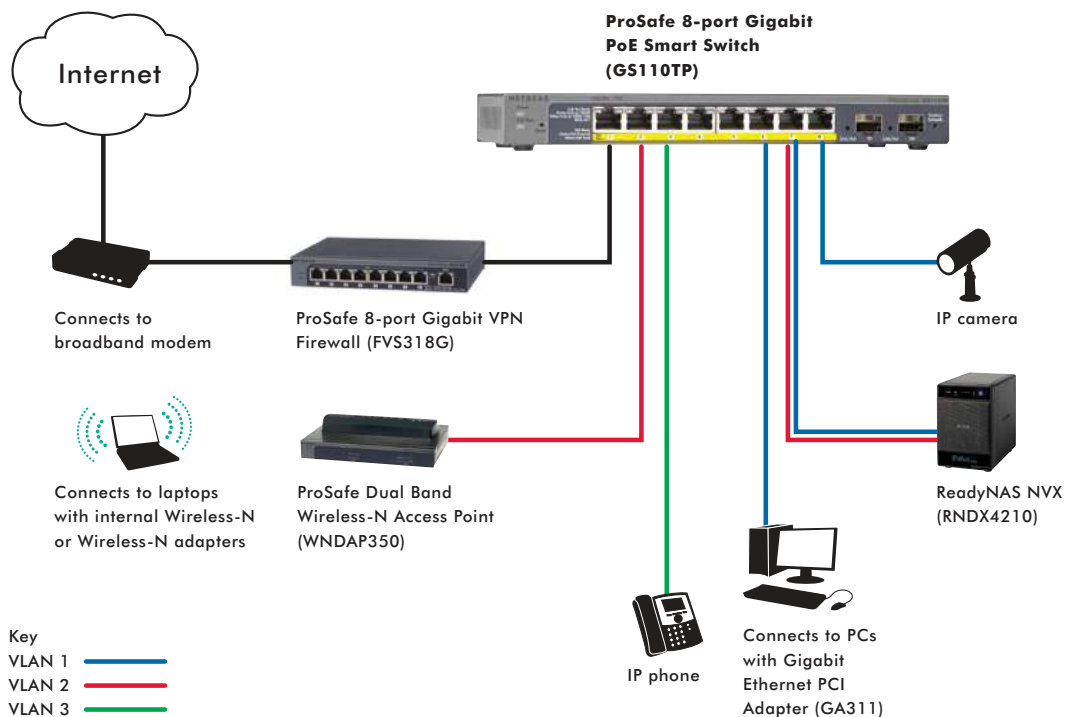 ProSafe 8-port Gigabit
PoE Smart Switch
(GS110TP)
Internet
NETGEAR
Connects to
broadband modem
ProSafe 8-port Gigabit VPN
Firewall (FVS318G)
IP camera
Connects to laptops
with internal Wireless-N
or Wireless-N adapters
ProSafe Dual Band
Wireless-N Access Point
(WNDAP350)
ReadyNAS NVX
(RNDX4210)
IP phone
Connects to PCs
with Gigabit
Ethernet PCI
Adapter (GA311)
Key
VLAN 1
VLAN 2
VLAN 3